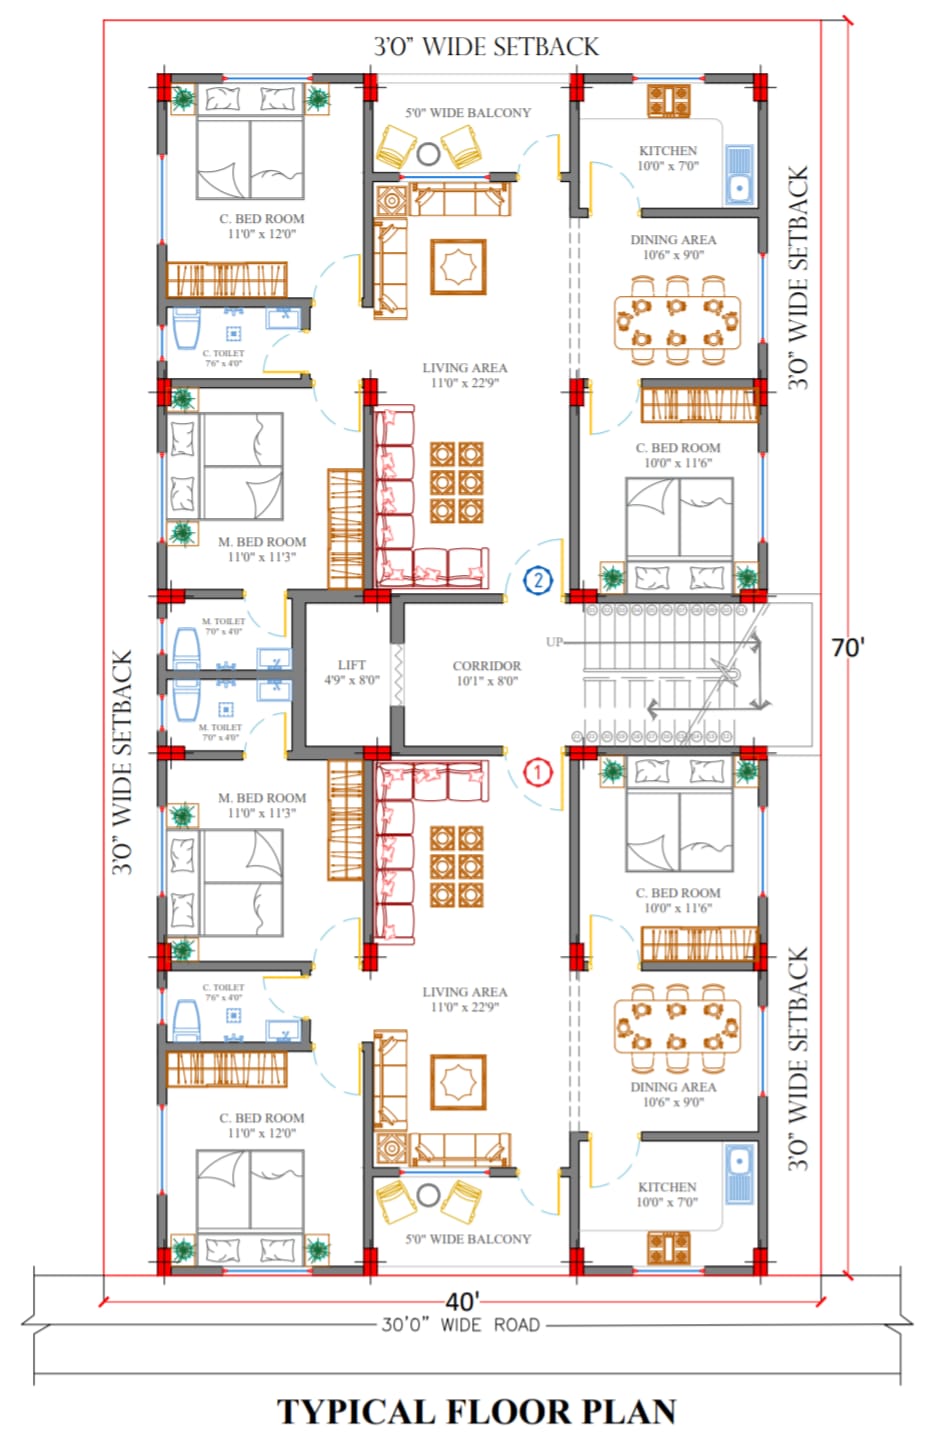 3'0" WIDE SETBACK
5'0" WIDE BALCONY
KITCHEN
10'0" x 7'0"
C. BED ROOM
11'0" x 12'0"
DINING AREA
10'6" x 9'0"
3'0" WIDE SETBACK
C. TOILET
7'6" x 4'0"
LIVING AREA
11'0" x 22'9"
C. BED ROOM
10'0" x 11'6"
M. BED ROOM
11'0" x 11'3"
2
M. TOILET
7'0" x 4'0"
UP
LIFT
4'9" x 8'0"
CORRIDOR
10'1" x 8'0"
70'
3'0" WIDE SETBACK
M. TOILET
7'0" x 4'0"
1
M. BED ROOM
11'0" x 11'3"
C. BED ROOM
10'0" x 11'6"
C. TOILET
7'6" x 4'0"
LIVING AREA
11'0" x 22'9"
3'0" WIDE SETBACK
DINING AREA
10'6" x 9'0"
C. BED ROOM
11'0" x 12'0"
KITCHEN
10'0" x 7'0"
5'0" WIDE BALCONY
40'
30'0" WIDE ROAD
TYPICAL FLOOR PLAN